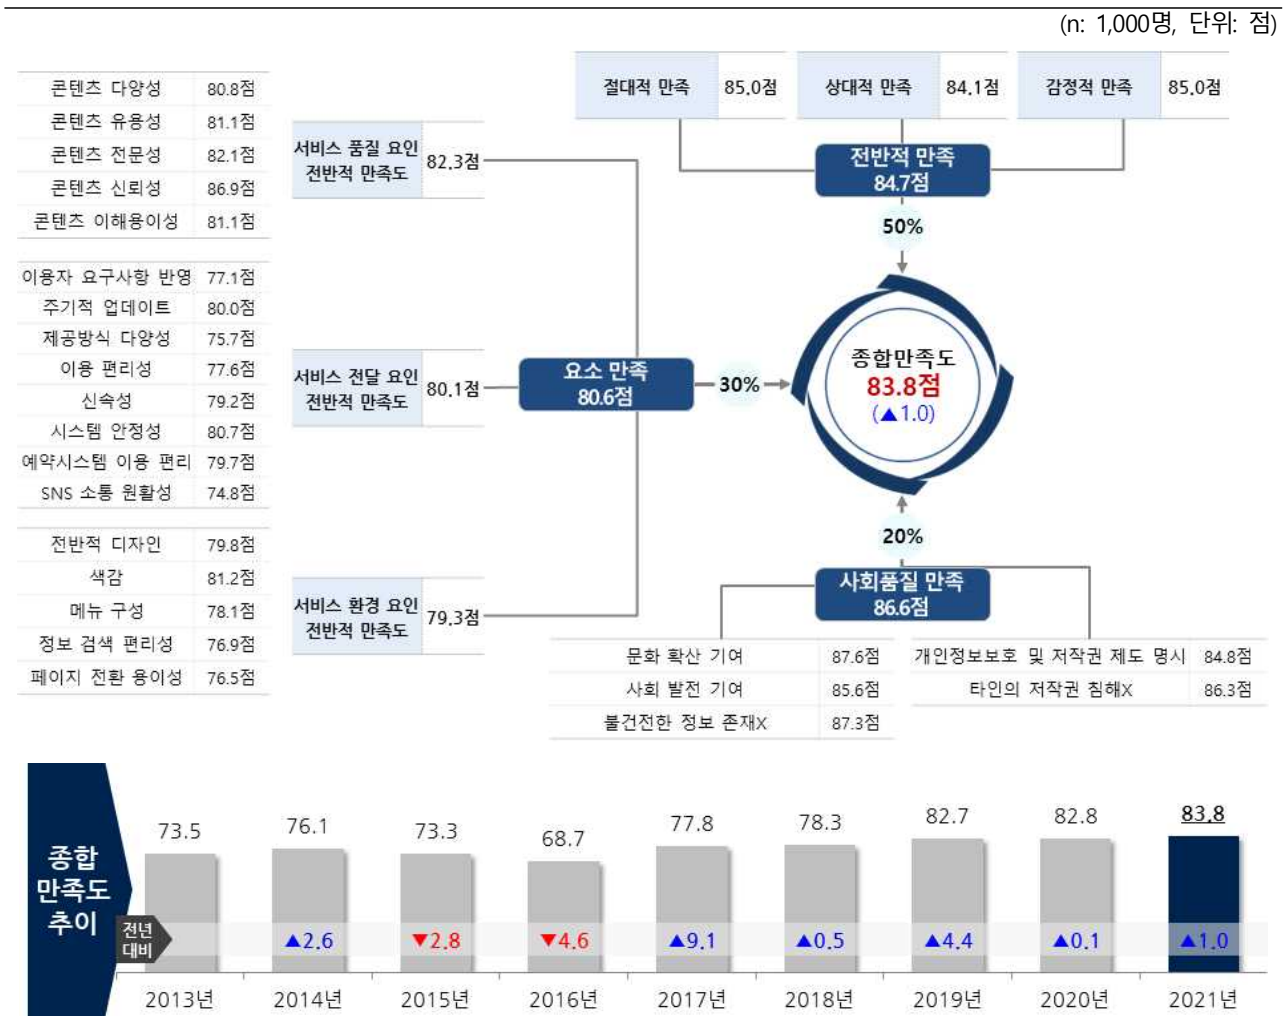 (n: 1,000명, 단위: 점)
절대적 만족 85.0점
상대적 만족 84.1점
감정적 만족 85.0점
전반적 만족
84.7점
50%
콘텐츠 다양성 80.8점
콘텐츠 유용성 81.1점
콘텐츠 전문성 82.1점
콘텐츠 신뢰성 86.9점
콘텐츠 이해용이성 81.1점
서비스 품질 요인
전반적 만족도
82.3점
이용자 요구사항 반영 77.1점
주기적 업데이트 80.0점
제공방식 다양성 75.7점
이용 편리성 77.6점
신속성 79.2점
시스템 안정성 80.7점
예약시스템 이용 편리 79.7점
SNS 소통 원활성 74.8점
서비스 전달 요인
전반적 만족도
80.1점
요소 만족
80.6점
30%
종합만족도
83.8점
(▲1.0)
전반적 디자인 79.8점
색감 81.2점
메뉴 구성 78.1점
정보 검색 편리성 76.9점
페이지 전환 용이성 76.5점
서비스 환경 요인
전반적 만족도
79.3점
20%
사회품질 만족
86.6점
문화 확산 기여 87.6점
사회 발전 기여 85.6점
불건전한 정보 존재X 87.3점
개인정보보호 및 저작권 제도 명시 84.8점
타인의 저작권 침해X 86.3점
종합
만족도
추이
73.5 76.1 73.3 68.7 77.8 78.3 82.7 82.8 83.8
전년
대비
▲2.6 ▼2.8 ▼4.6 ▲9.1 ▲0.5 ▲4.4 ▲0.1 ▲1.0
2013년 2014년 2015년 2016년 2017년 2018년 2019년 2020년 2021년